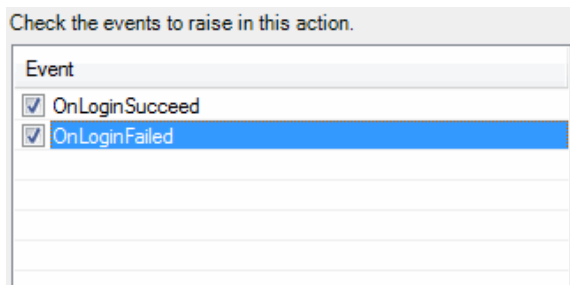 Check the events to raise in this action.
Event
OnLoginSucceed
OnLoginFailed